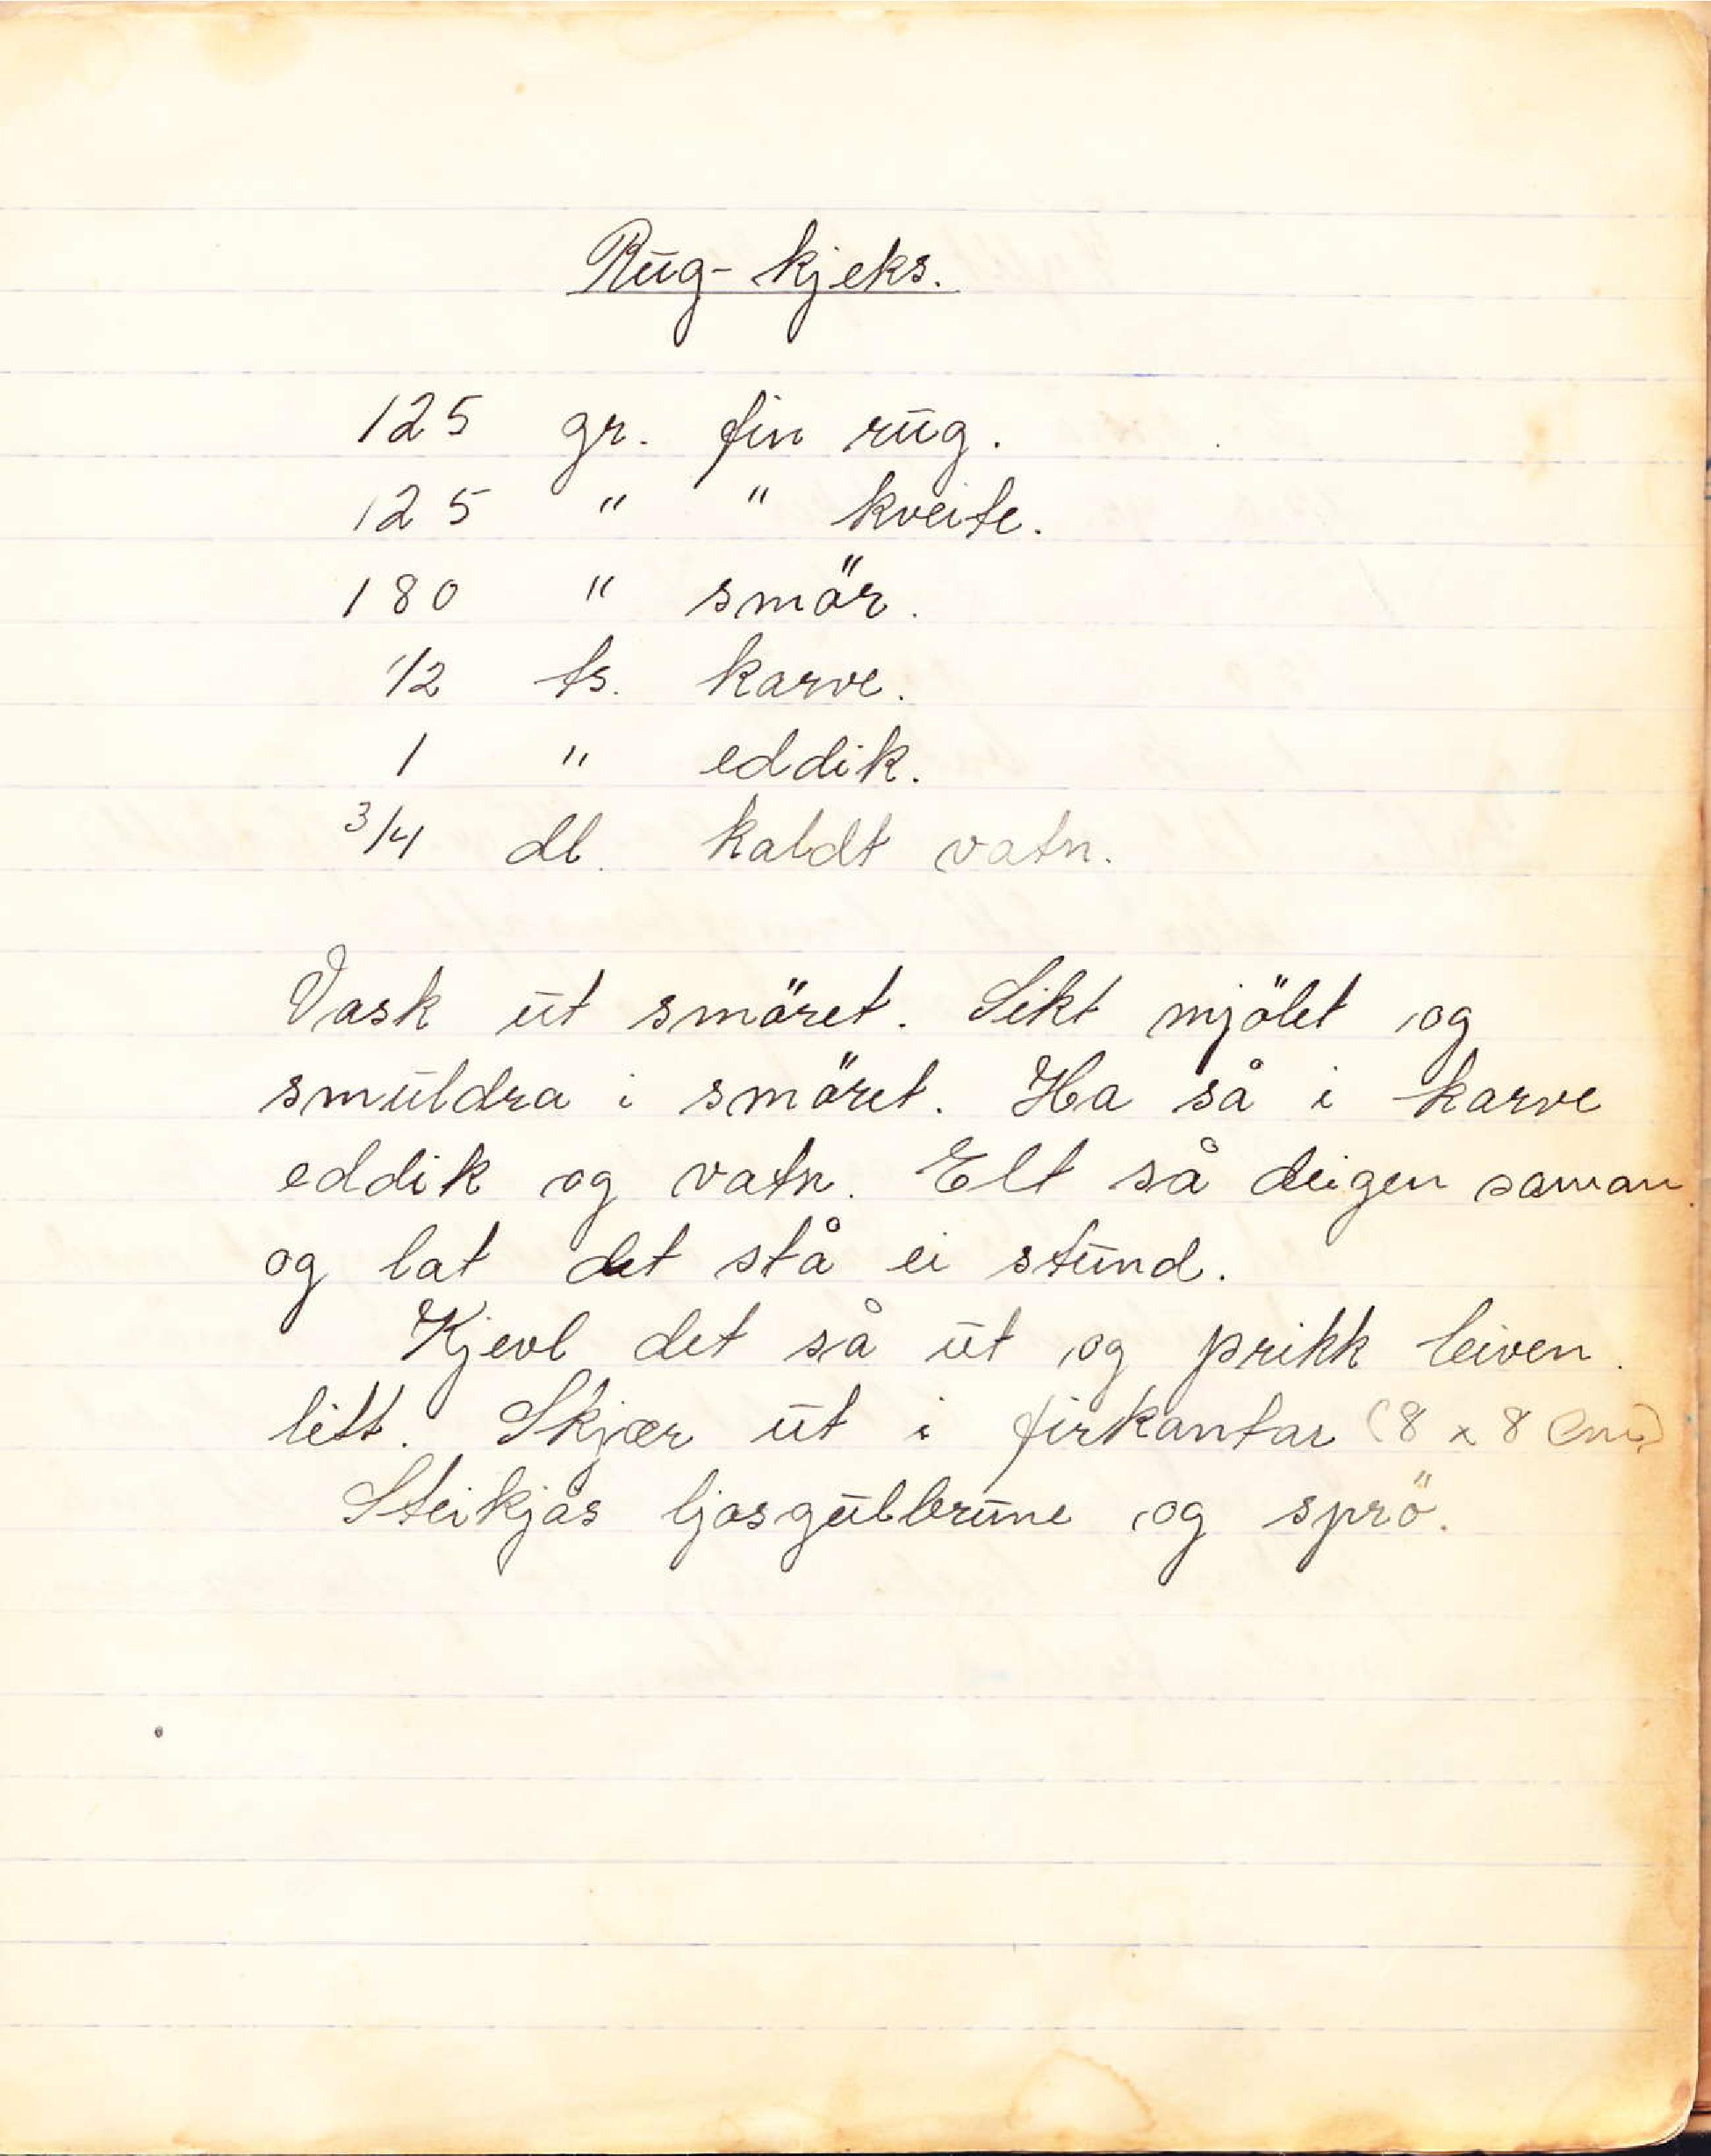 Rug-kjeks.
125 gr. fin rug.
125 " " kveite.
180 " smör.
1/2 ts. karve.
1 " eddik.
3/4 dl. kaldt vatn.
Vask ut smöret. Sikt mjölet og
smuldra i smöret. Ha så i karve
eddik og vatn. Elt så deigen saman.
og lat det stå ei stund.
Kjevl det så ut og prikk leiven.
litt. Skjær ut i firkantar (8 x 8 cm)
Steikjås ljosgulbrune og sprö.